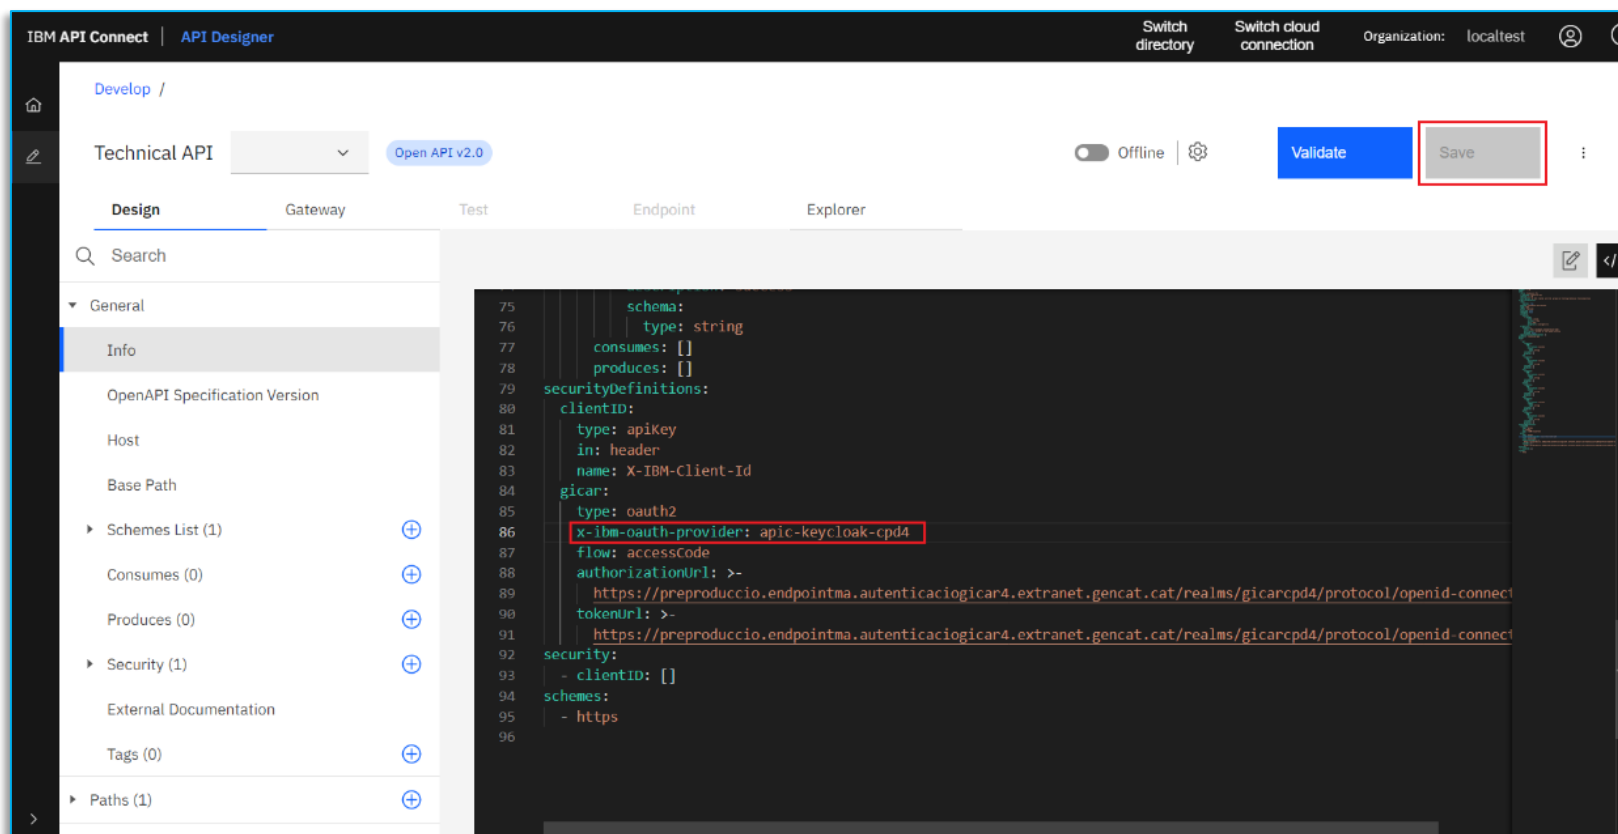 IBM API Connect | API Designer
Switch directory
Switch cloud connection
Organization: localtest
Develop /
Technical API
Open API v2.0
Offline
Validate
Save
Design
Gateway
Test
Endpoint
Explorer
Search
General
Info
OpenAPI Specification Version
Host
Base Path
Schemes List (1)
Consumes (0)
Produces (0)
Security (1)
External Documentation
Tags (0)
Paths (1)
</>
75 schema:
76 type: string
77 consumes: []
78 produces: []
79 securityDefinitions:
80 clientID:
81 type: apiKey
82 in: header
83 name: X-IBM-Client-Id
84 gicar:
85 type: oauth2
86 x-ibm-oauth-provider: apic-keycloak-cpd4
87 flow: accessCode
88 authorizationUrl: >-
89 https://preproduccio.endpointma.autenticaciogicar4.extranet.gencat.cat/realms/gicarcpd4/protocol/openid-connect
90 tokenUrl: >-
91 https://preproduccio.endpointma.autenticaciogicar4.extranet.gencat.cat/realms/gicarcpd4/protocol/openid-connect
92 security:
93 - clientID: []
94 schemes:
95 - https
96